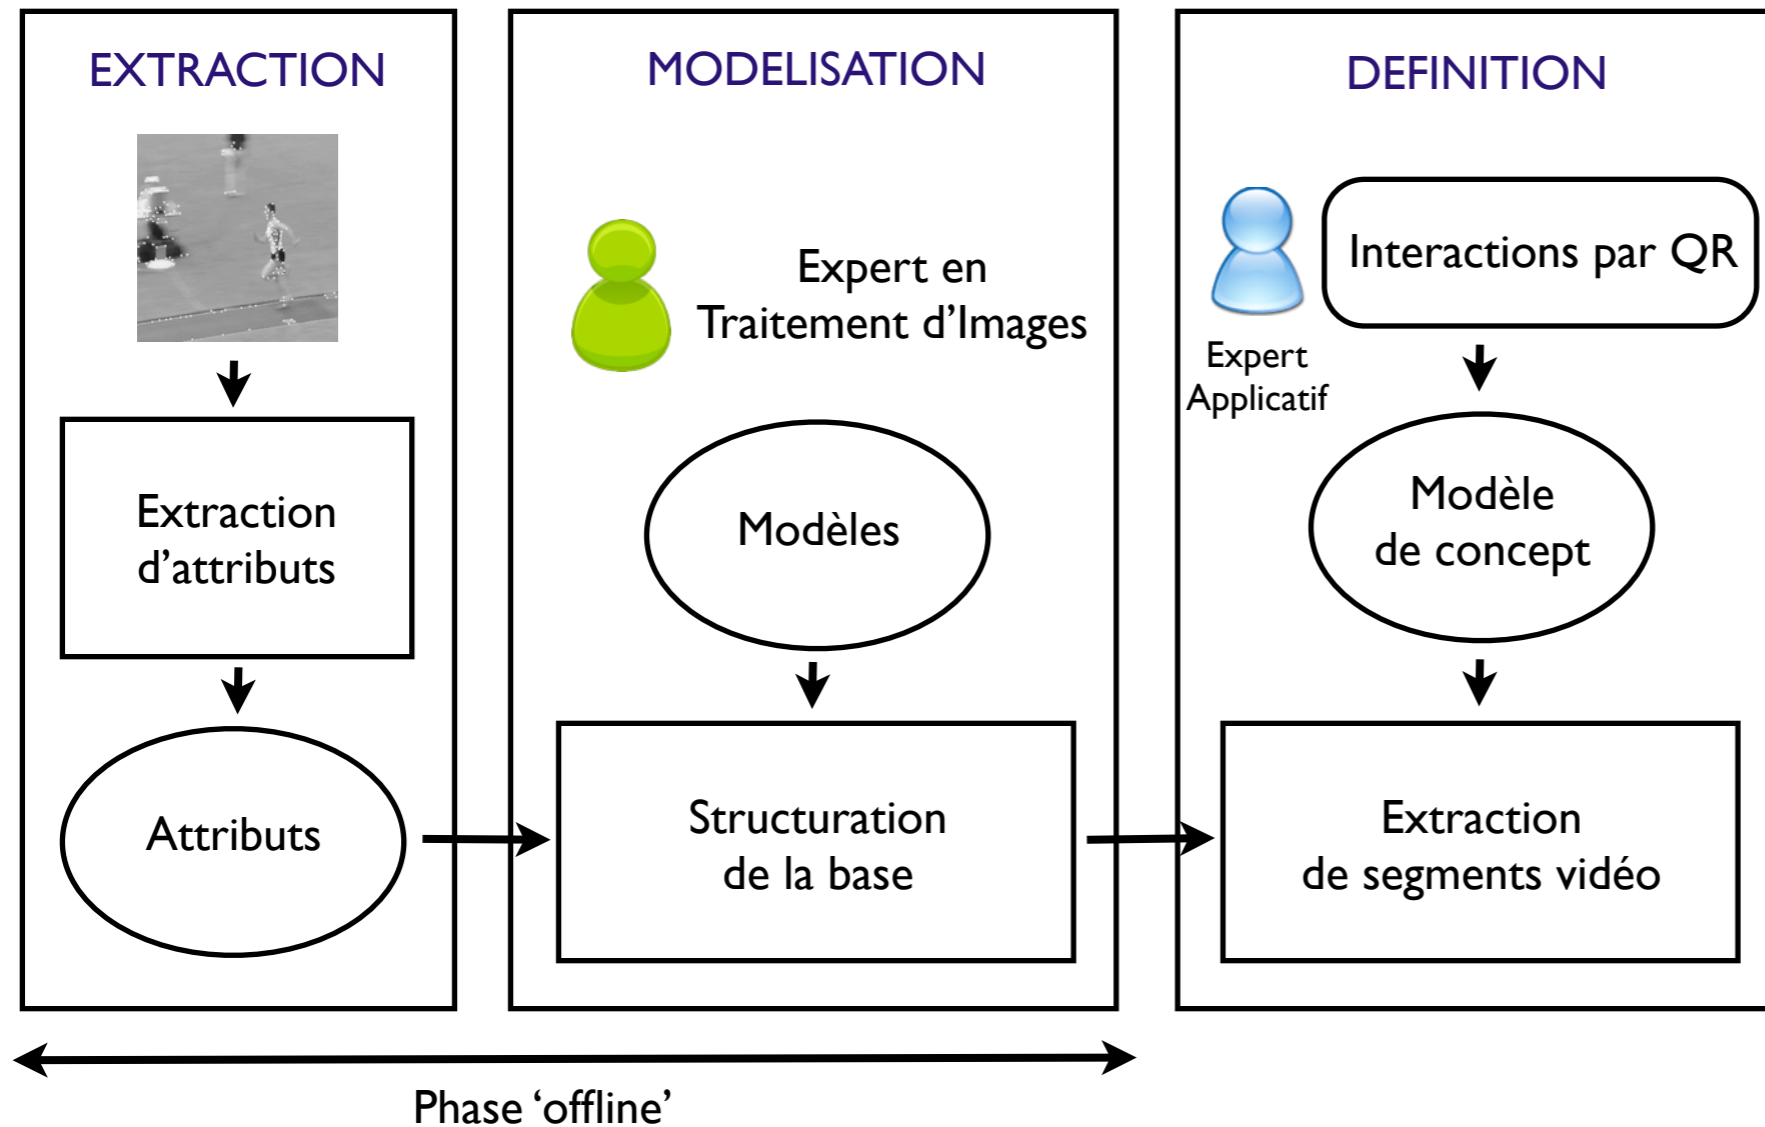 EXTRACTION
Extraction
d’attributs
Attributs
MODELISATION
Expert en
Traitement d’Images
Modèles
Structuration
de la base
DEFINITION
Interactions par QR
Expert
Applicatif
Modèle
de concept
Extraction
de segments vidéo
Phase ‘offline’